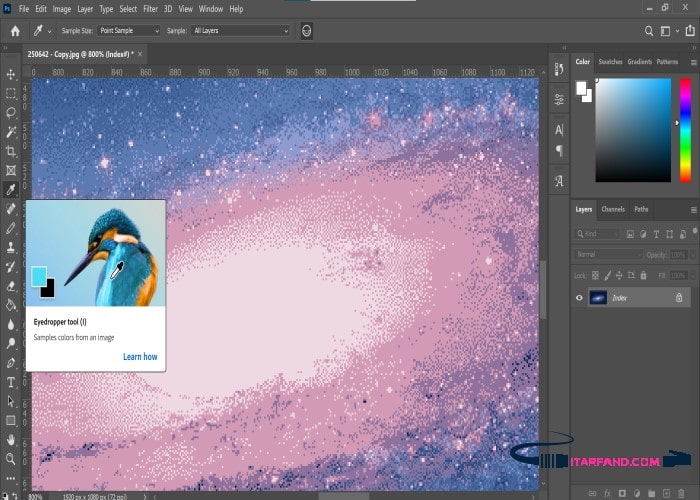 Ps File Edit Image Layer Type Select Filter 3D View Window Help
Sample Size: Point Sample Sample: All Layers
250642 - Copy.jpg @ 800% (Index#) * ×
0 800 820 840 860 880 900 920 940 960 980 1000 1020 1040 1060 1080 1100 1120
Color Swatches Gradients Patterns
Layers Channels Paths
Kind
Normal Opacity: 100%
Lock: Fill: 100%
Index
Eyedropper tool (I)
Samples colors from an image
Learn how
ITARFAND.COM
800% 1920 px x 1000 px (72 ppi)